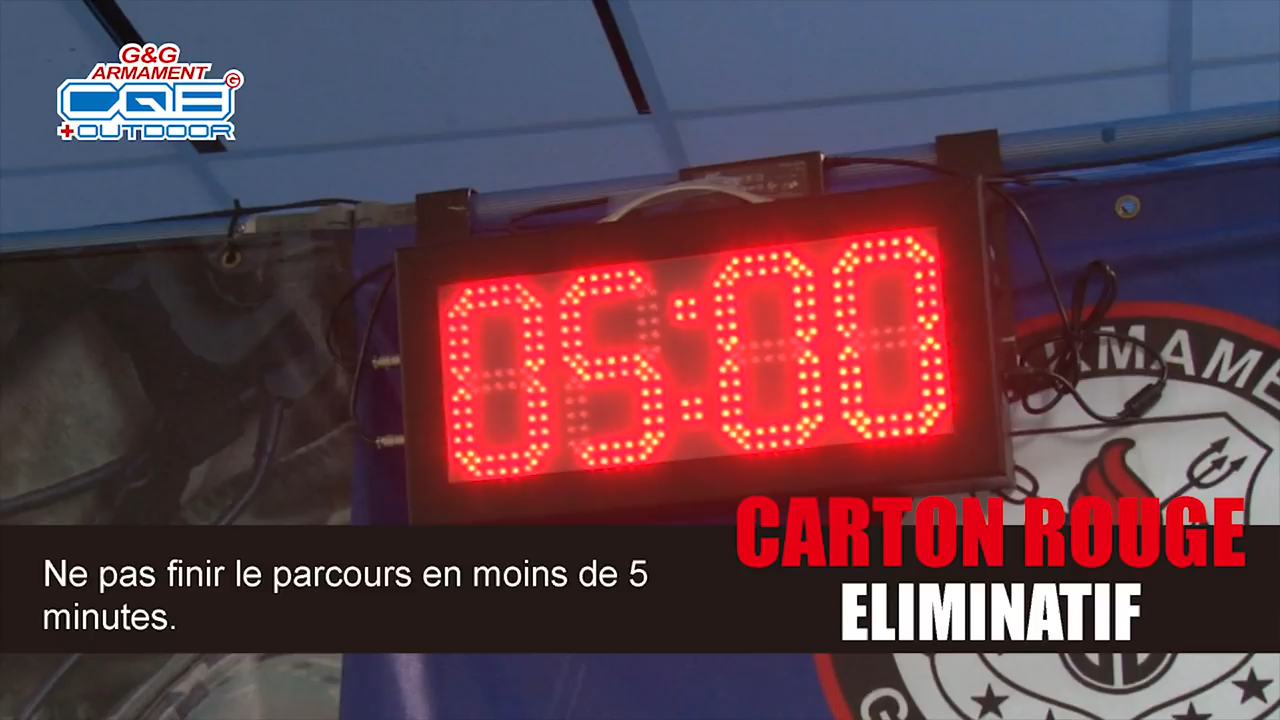 G&G
ARMAMENT
CQB
G
+OUTDOOR
05:00
ARMAME
CARTON ROUGE
Ne pas finir le parcours en moins de 5
minutes.
ELIMINATIF
G